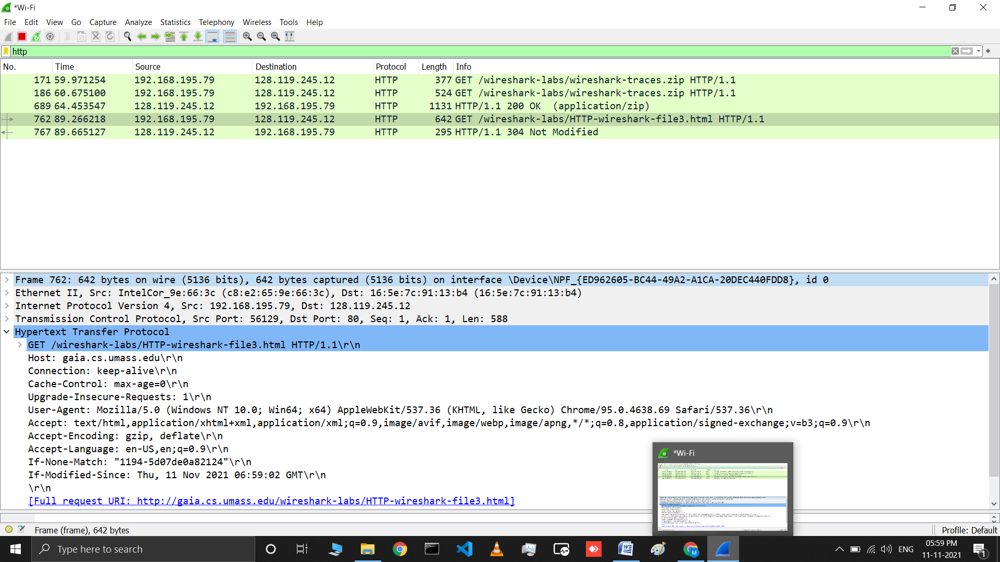 *Wi-Fi
File Edit View Go Capture Analyze Statistics Telephony Wireless Tools Help
http
No. Time Source Destination Protocol Length Info
171 59.971254 192.168.195.79 128.119.245.12 HTTP 377 GET /wireshark-labs/wireshark-traces.zip HTTP/1.1
186 60.675100 192.168.195.79 128.119.245.12 HTTP 524 GET /wireshark-labs/wireshark-traces.zip HTTP/1.1
689 64.453547 128.119.245.12 192.168.195.79 HTTP 1131 HTTP/1.1 200 OK  (application/zip)
762 89.266218 192.168.195.79 128.119.245.12 HTTP 642 GET /wireshark-labs/HTTP-wireshark-file3.html HTTP/1.1
767 89.665127 128.119.245.12 192.168.195.79 HTTP 295 HTTP/1.1 304 Not Modified
Frame 762: 642 bytes on wire (5136 bits), 642 bytes captured (5136 bits) on interface \Device\NPF_{ED962605-BC44-49A2-A1CA-20DEC440FDD8}, id 0
Ethernet II, Src: IntelCor_9e:66:3c (c8:e2:65:9e:66:3c), Dst: 16:5e:7c:91:13:b4 (16:5e:7c:91:13:b4)
Internet Protocol Version 4, Src: 192.168.195.79, Dst: 128.119.245.12
Transmission Control Protocol, Src Port: 56129, Dst Port: 80, Seq: 1, Ack: 1, Len: 588
Hypertext Transfer Protocol
GET /wireshark-labs/HTTP-wireshark-file3.html HTTP/1.1\r\n
Host: gaia.cs.umass.edu\r\n
Connection: keep-alive\r\n
Cache-Control: max-age=0\r\n
Upgrade-Insecure-Requests: 1\r\n
User-Agent: Mozilla/5.0 (Windows NT 10.0; Win64; x64) AppleWebKit/537.36 (KHTML, like Gecko) Chrome/95.0.4638.69 Safari/537.36\r\n
Accept: text/html,application/xhtml+xml,application/xml;q=0.9,image/avif,image/webp,image/apng,*/*;q=0.8,application/signed-exchange;v=b3;q=0.9\r\n
Accept-Encoding: gzip, deflate\r\n
Accept-Language: en-US,en;q=0.9\r\n
If-None-Match: "1194-5d07de0a82124"\r\n
If-Modified-Since: Thu, 11 Nov 2021 06:59:02 GMT\r\n
\r\n
[Full request URI: http://gaia.cs.umass.edu/wireshark-labs/HTTP-wireshark-file3.html]
*Wi-Fi
Frame (frame), 642 bytes
Profile: Default
Type here to search
ENG
05:59 PM
11-11-2021
1